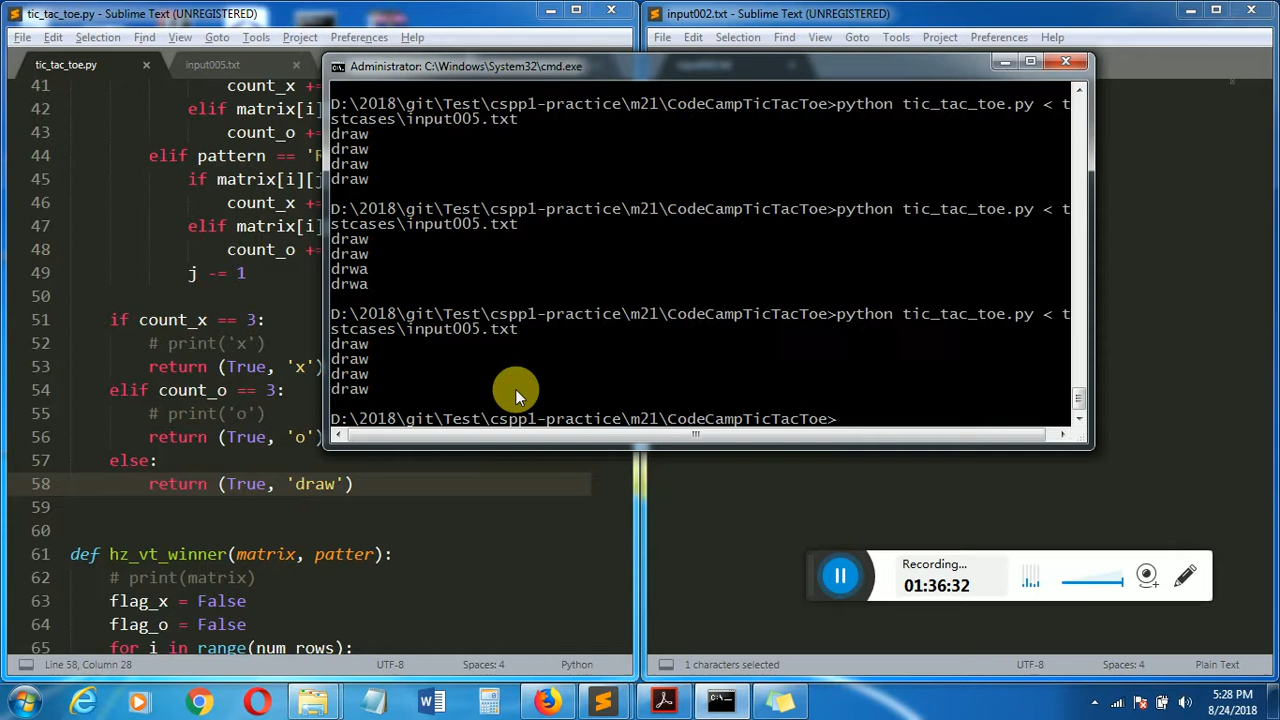 tic_tac_toe.py - Sublime Text (UNREGISTERED)
File Edit Selection Find View Goto Tools Project Preferences Help
tic_tac_toe.py × input005.txt ×
41 count_x +=
42 elif matrix[i]
43 count_o +=
44 elif pattern == 'R
45 if matrix[i][j
46 count_x +=
47 elif matrix[i]
48 count_o +=
49 j -= 1
50
51 if count_x == 3:
52 # print('x')
53 return (True, 'x')
54 elif count_o == 3:
55 # print('o')
56 return (True, 'o')
57 else:
58 return (True, 'draw')
59
60
61 def hz_vt_winner(matrix, patter):
62 # print(matrix)
63 flag_x = False
64 flag_o = False
65 for i in range(num_rows):
Line 58, Column 28 UTF-8 Spaces: 4 Python
input002.txt - Sublime Text (UNREGISTERED)
File Edit Selection Find View Goto Tools Project Preferences Help
Administrator: C:\Windows\System32\cmd.exe
D:\2018\git\Test\cspp1-practice\m21\CodeCampTicTacToe>python tic_tac_toe.py < t
stcases\input005.txt
draw
draw
draw
draw
D:\2018\git\Test\cspp1-practice\m21\CodeCampTicTacToe>python tic_tac_toe.py < t
stcases\input005.txt
draw
draw
drwa
drwa
D:\2018\git\Test\cspp1-practice\m21\CodeCampTicTacToe>python tic_tac_toe.py < t
stcases\input005.txt
draw
draw
draw
draw
D:\2018\git\Test\cspp1-practice\m21\CodeCampTicTacToe>
Recording...
01:36:32
1 characters selected UTF-8 Spaces: 4 Plain Text
5:28 PM
8/24/2018